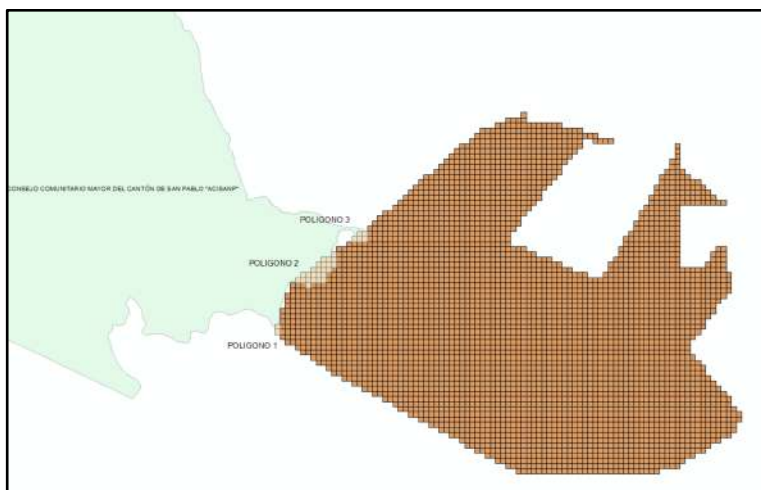 CONSEJO COMUNITARIO MAYOR DEL CANTÓN DE SAN PABLO "ACISANP"
POLIGONO 3
POLIGONO 2
POLIGONO 1